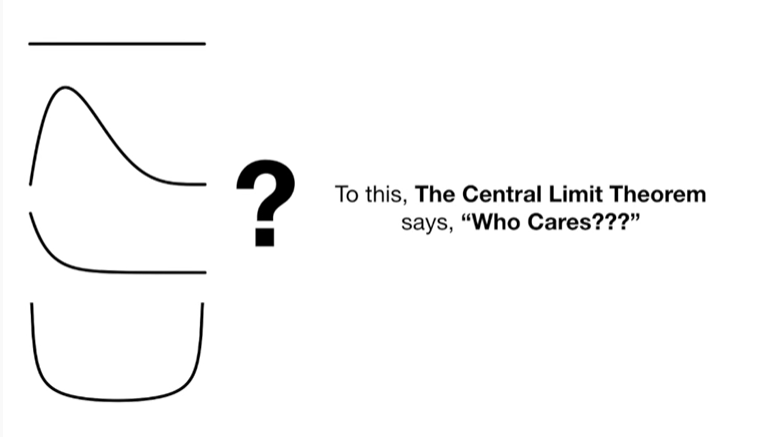 ?
To this, The Central Limit Theorem
says, “Who Cares???”